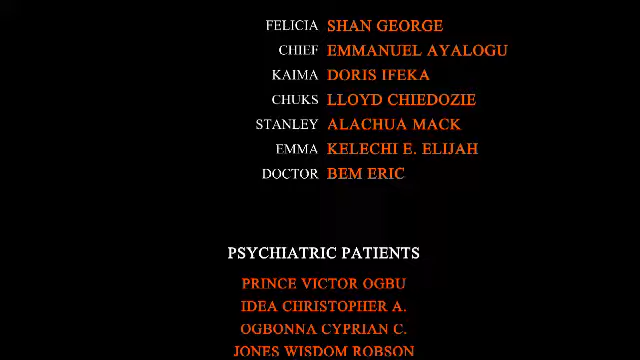 FELICIA SHAN GEORGE
CHIEF EMMANUEL AYALOGU
KAIMA DORIS IFEKA
CHUKS LLOYD CHIEDOZIE
STANLEY ALACHUA MACK
EMMA KELECHI E. ELIJAH
DOCTOR BEM ERIC
PSYCHIATRIC PATIENTS
PRINCE VICTOR OGBU
IDEA CHRISTOPHER A.
OGBONNA CYPRIAN C.
JONES WISDOM ROBSON